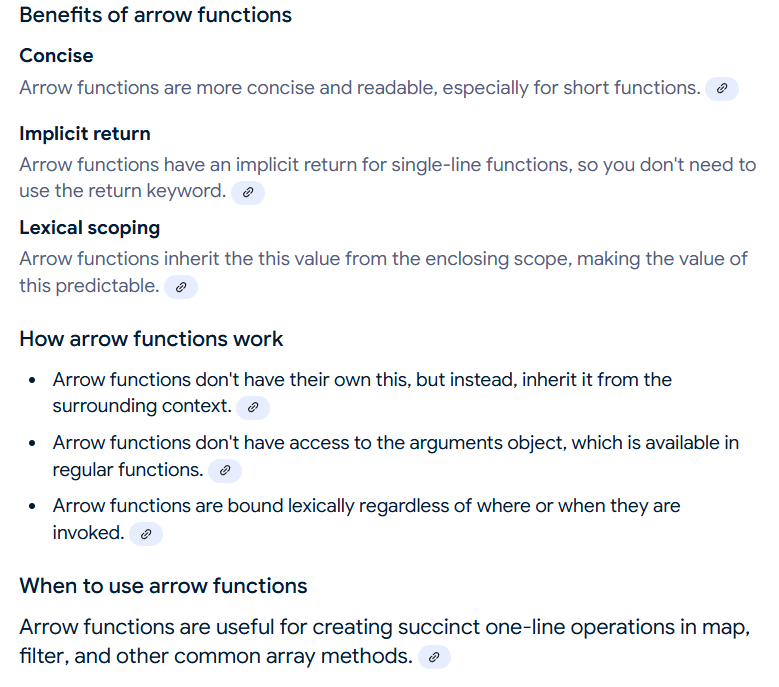 Benefits of arrow functions
Concise
Arrow functions are more concise and readable, especially for short functions.
Implicit return
Arrow functions have an implicit return for single-line functions, so you don't need to
use the return keyword.
Lexical scoping
Arrow functions inherit the this value from the enclosing scope, making the value of
this predictable.
How arrow functions work
• Arrow functions don't have their own this, but instead, inherit it from the
surrounding context.
• Arrow functions don't have access to the arguments object, which is available in
regular functions.
• Arrow functions are bound lexically regardless of where or when they are
invoked.
When to use arrow functions
Arrow functions are useful for creating succinct one-line operations in map,
filter, and other common array methods.